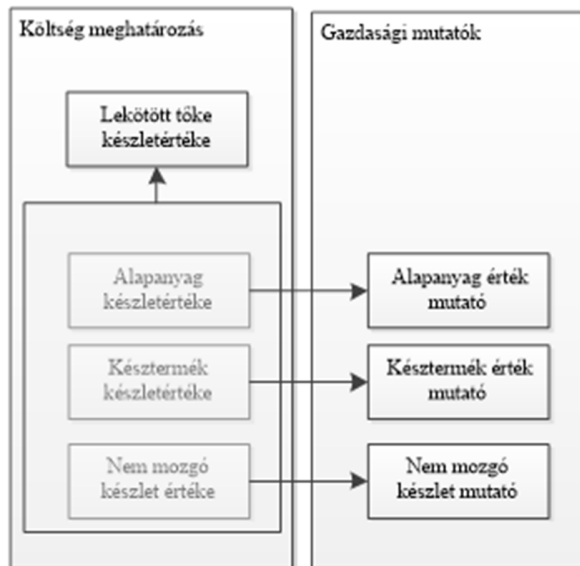 Költség meghatározás
Lekötött tőke
készletértéke
Alapanyag
készletértéke
Késztermék
készletértéke
Nem mozgó
készlet értéke
Gazdasági mutatók
Alapanyag érték
mutató
Késztermék érték
mutató
Nem mozgó
készlet mutató